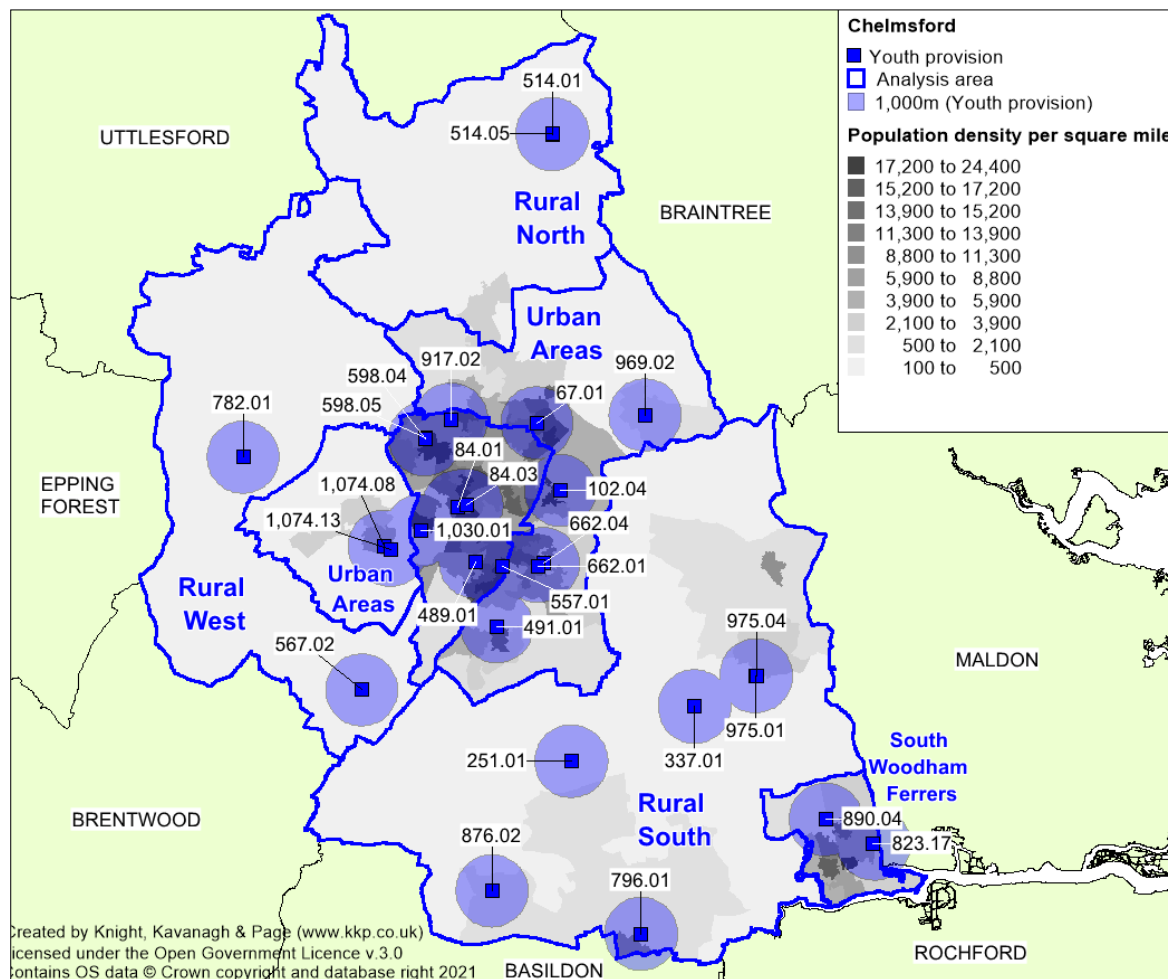 Chelmsford
Youth provision
Analysis area
1,000m (Youth provision)
Population density per square mile
17,200 to 24,400
15,200 to 17,200
13,900 to 15,200
11,300 to 13,900
8,800 to 11,300
5,900 to 8,800
3,900 to 5,900
2,100 to 3,900
500 to 2,100
100 to 500
514.01
514.05
UTTLESFORD
Rural
North
BRAINTREE
Urban
Areas
917.02
969.02
598.04
67.01
598.05
782.01
84.01
84.03
EPPING
FOREST
1,074.08
102.04
1,074.13
1,030.01
662.04
662.01
Urban
Areas
Rural
West
557.01
489.01
491.01
975.04
567.02
MALDON
975.01
337.01
251.01
South
Woodham
Ferrers
Rural
South
BRENTWOOD
890.04
876.02
823.17
796.01
Created by Knight, Kavanagh & Page (www.kkp.co.uk)
licensed under the Open Government Licence v.3.0
contains OS data © Crown copyright and database right 2021
BASILDON
ROCHFORD